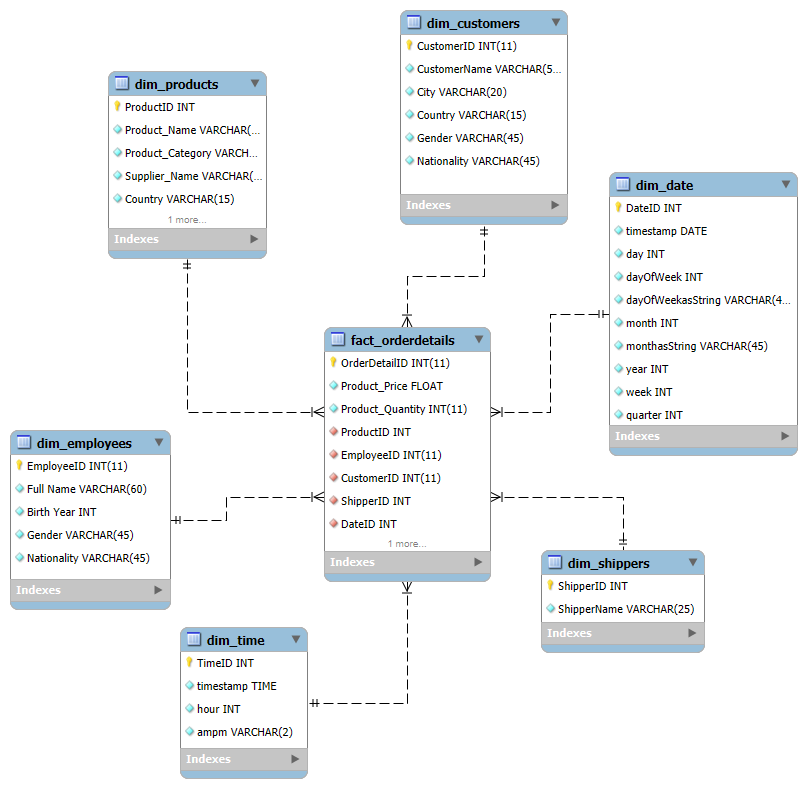 dim_customers
CustomerID INT(11)
CustomerName VARCHAR(5...
City VARCHAR(20)
Country VARCHAR(15)
Gender VARCHAR(45)
Nationality VARCHAR(45)
Indexes
dim_products
ProductID INT
Product_Name VARCHAR(...
Product_Category VARCH...
Supplier_Name VARCHAR(...
Country VARCHAR(15)
1 more...
Indexes
dim_date
DateID INT
timestamp DATE
day INT
dayOfWeek INT
dayOfWeekasString VARCHAR(4...
month INT
monthasString VARCHAR(45)
year INT
week INT
quarter INT
Indexes
fact_orderdetails
OrderDetailID INT(11)
Product_Price FLOAT
Product_Quantity INT(11)
ProductID INT
EmployeeID INT(11)
CustomerID INT(11)
ShipperID INT
DateID INT
1 more...
Indexes
dim_employees
EmployeeID INT(11)
Full Name VARCHAR(60)
Birth Year INT
Gender VARCHAR(45)
Nationality VARCHAR(45)
Indexes
dim_shippers
ShipperID INT
ShipperName VARCHAR(25)
Indexes
dim_time
TimeID INT
timestamp TIME
hour INT
ampm VARCHAR(2)
Indexes